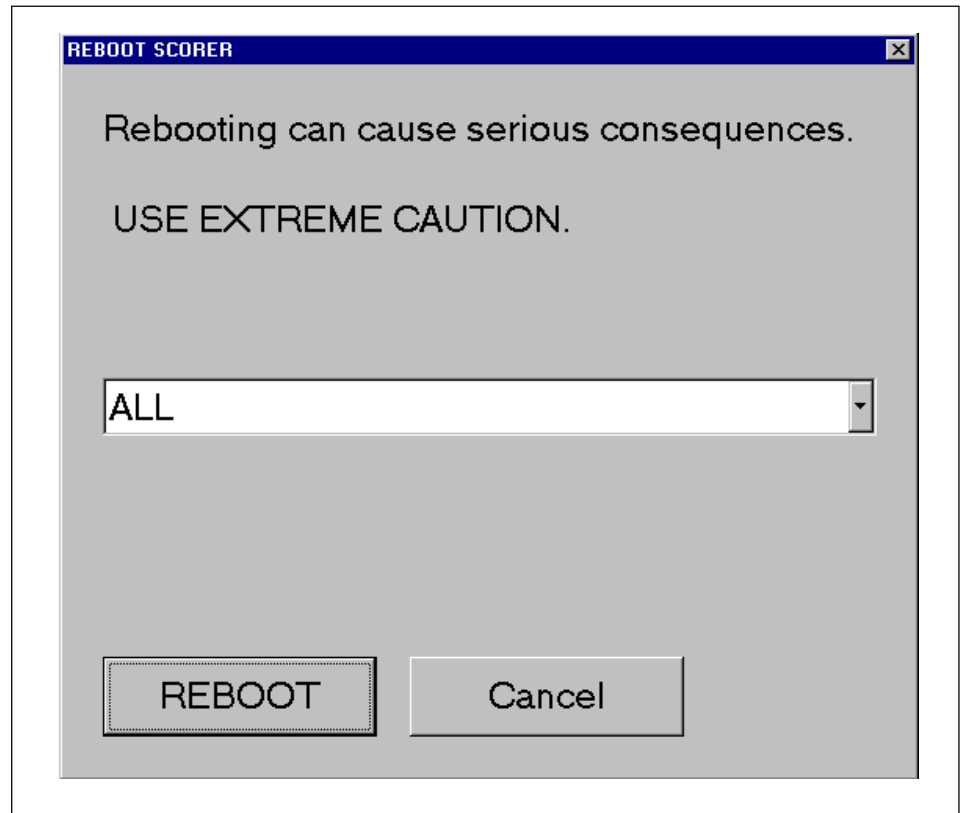 REBOOT SCORER
Rebooting can cause serious consequences.
USE EXTREME CAUTION.
ALL
REBOOT
Cancel